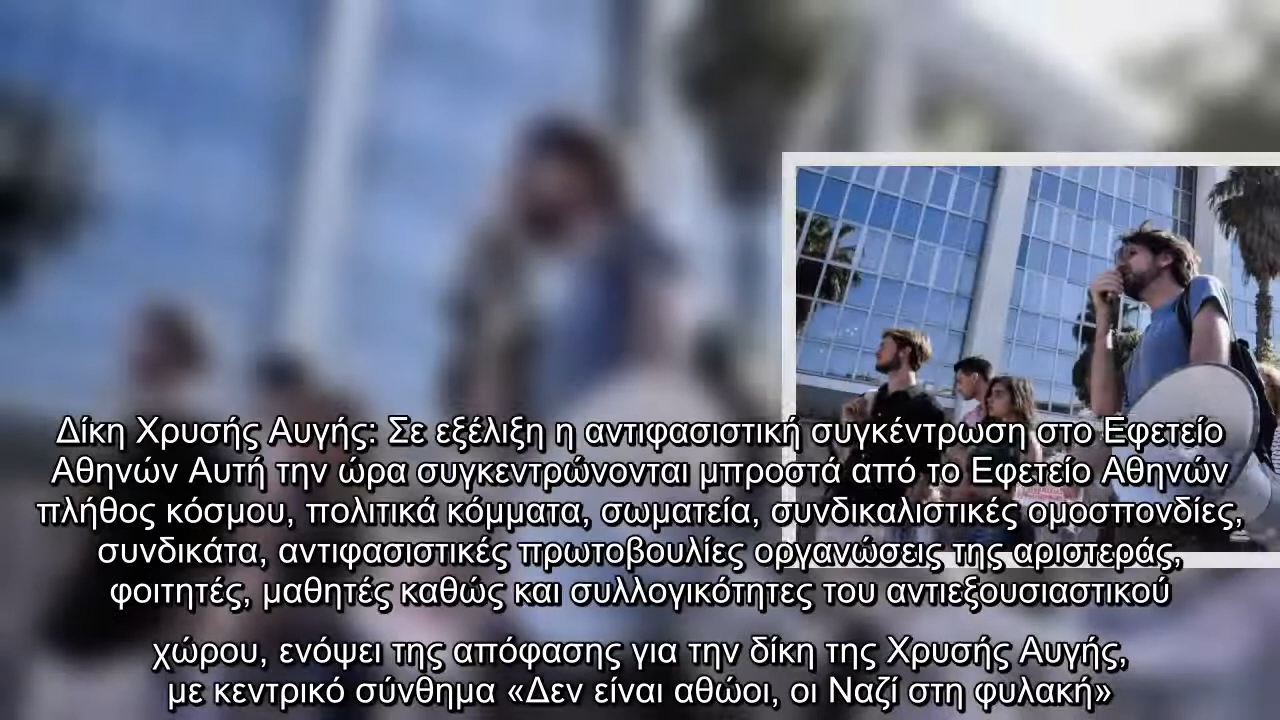 Δίκη Χρυσής Αυγής: Σε εξέλιξη η αντιφασιστική συγκέντρωση στο Εφετείο
Αθηνών Αυτή την ώρα συγκεντρώνονται μπροστά από το Εφετείο Αθηνών
πλήθος κόσμου, πολιτικά κόμματα, σωματεία, συνδικαλιστικές ομοσπονδίες,
συνδικάτα, αντιφασιστικές πρωτοβουλίες οργανώσεις της αριστεράς,
φοιτητές, μαθητές καθώς και συλλογικότητες του αντιεξουσιαστικού
χώρου, ενόψει της απόφασης για την δίκη της Χρυσής Αυγής,
με κεντρικό σύνθημα «Δεν είναι αθώοι, οι Ναζί στη φυλακή»